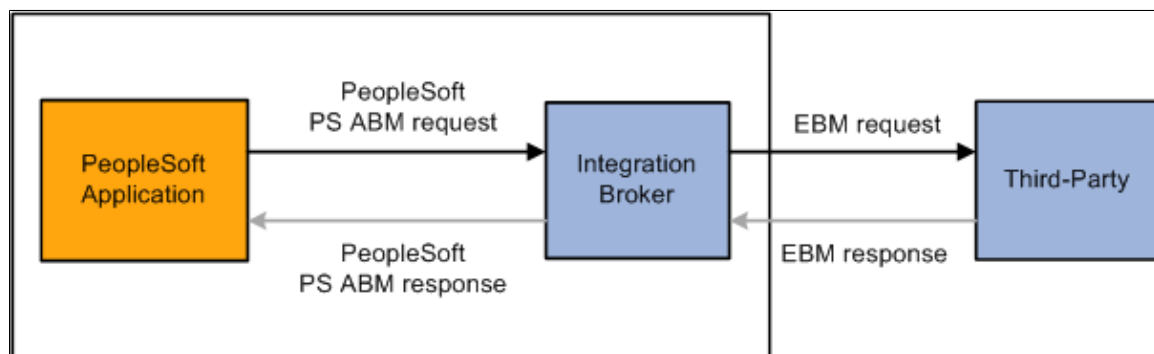 PeopleSoft
PS ABM request
EBM request
PeopleSoft
Application
Integration
Broker
Third-Party
PeopleSoft
PS ABM response
EBM response